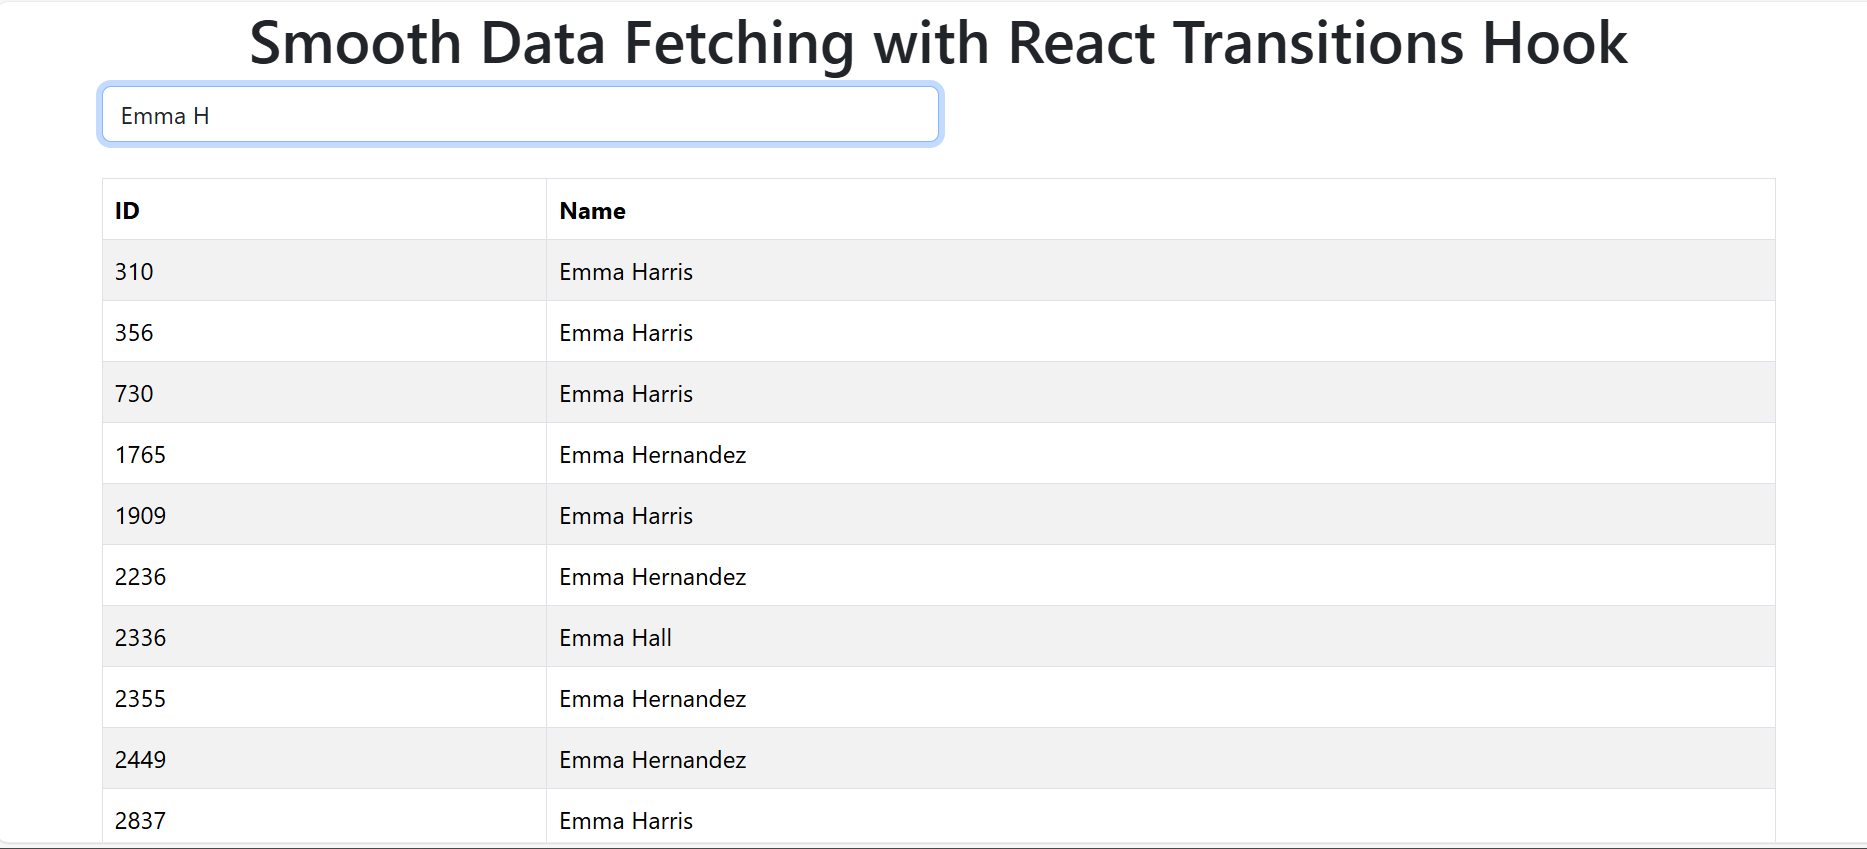 Smooth Data Fetching with React Transitions Hook
Emma H
ID Name
310 Emma Harris
356 Emma Harris
730 Emma Harris
1765 Emma Hernandez
1909 Emma Harris
2236 Emma Hernandez
2336 Emma Hall
2355 Emma Hernandez
2449 Emma Hernandez
2837 Emma Harris